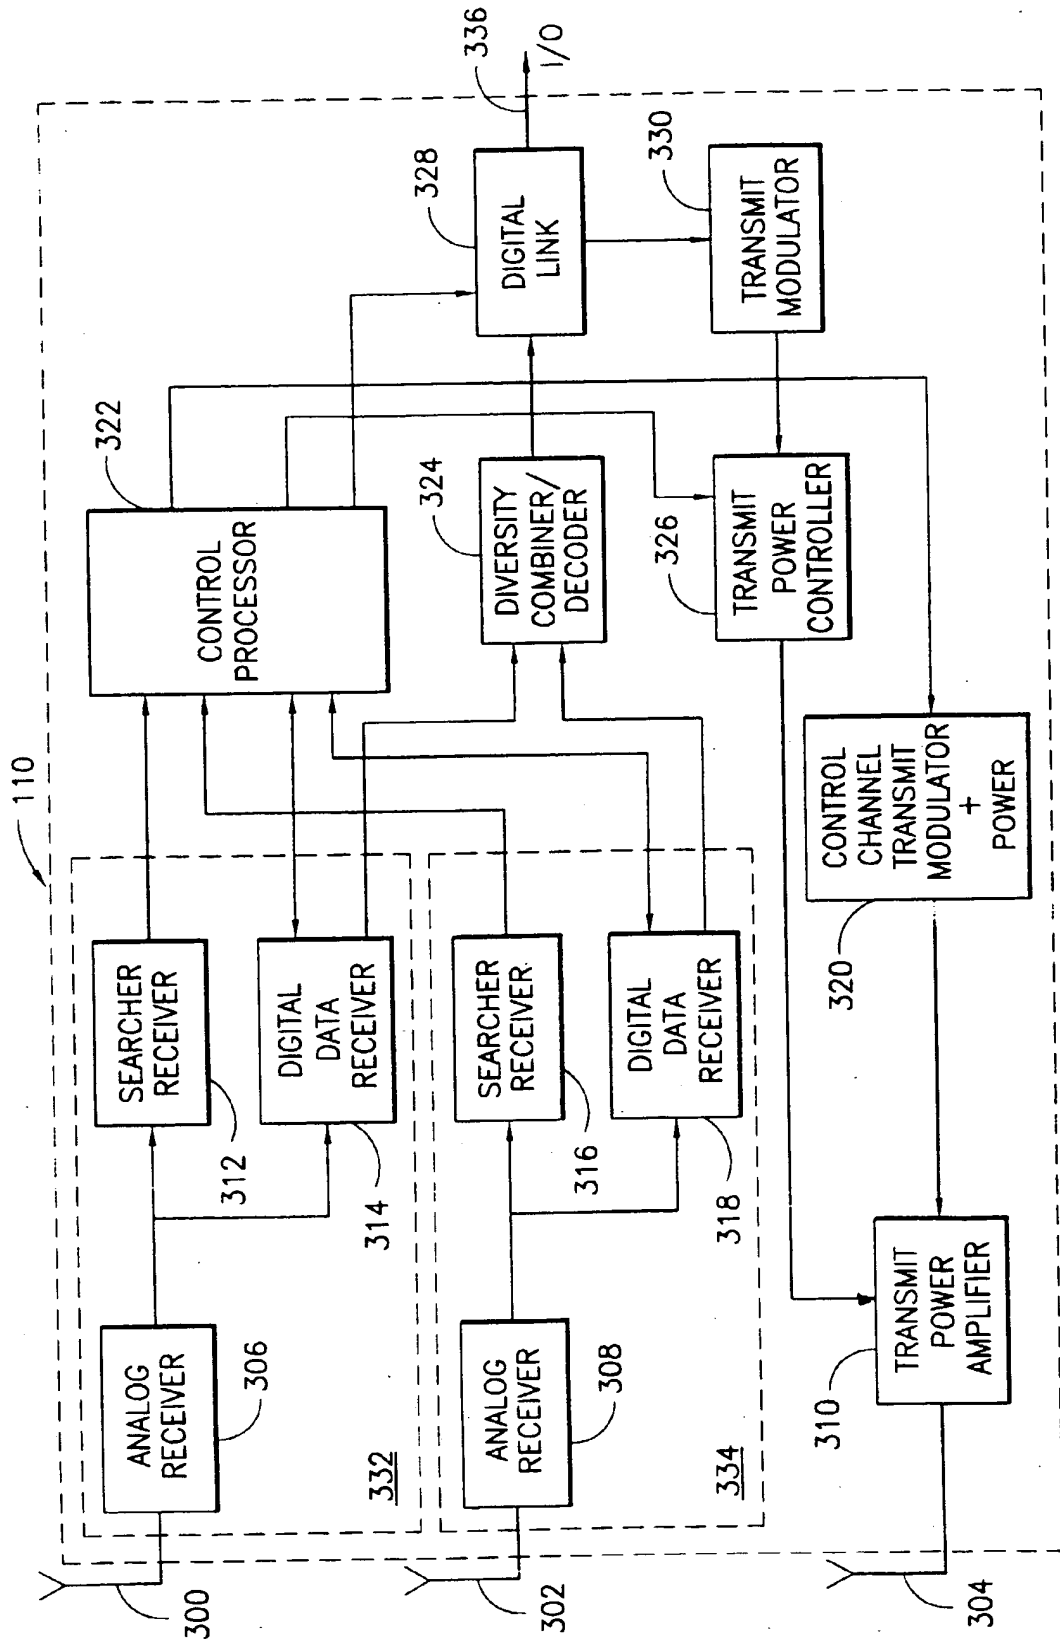 110
300
ANALOG
RECEIVER
306
SEARCHER
RECEIVER
312
DIGITAL
DATA
RECEIVER
314
332
CONTROL
PROCESSOR
322
302
ANALOG
RECEIVER
308
SEARCHER
RECEIVER
316
DIGITAL
DATA
RECEIVER
318
334
DIVERSITY
COMBINER/
DECODER
324
DIGITAL
LINK
328
336
I/O
TRANSMIT
POWER
CONTROLLER
326
TRANSMIT
MODULATOR
330
304
TRANSMIT
POWER
AMPLIFIER
310
CONTROL
CHANNEL
TRANSMIT
MODULATOR
+
POWER
320